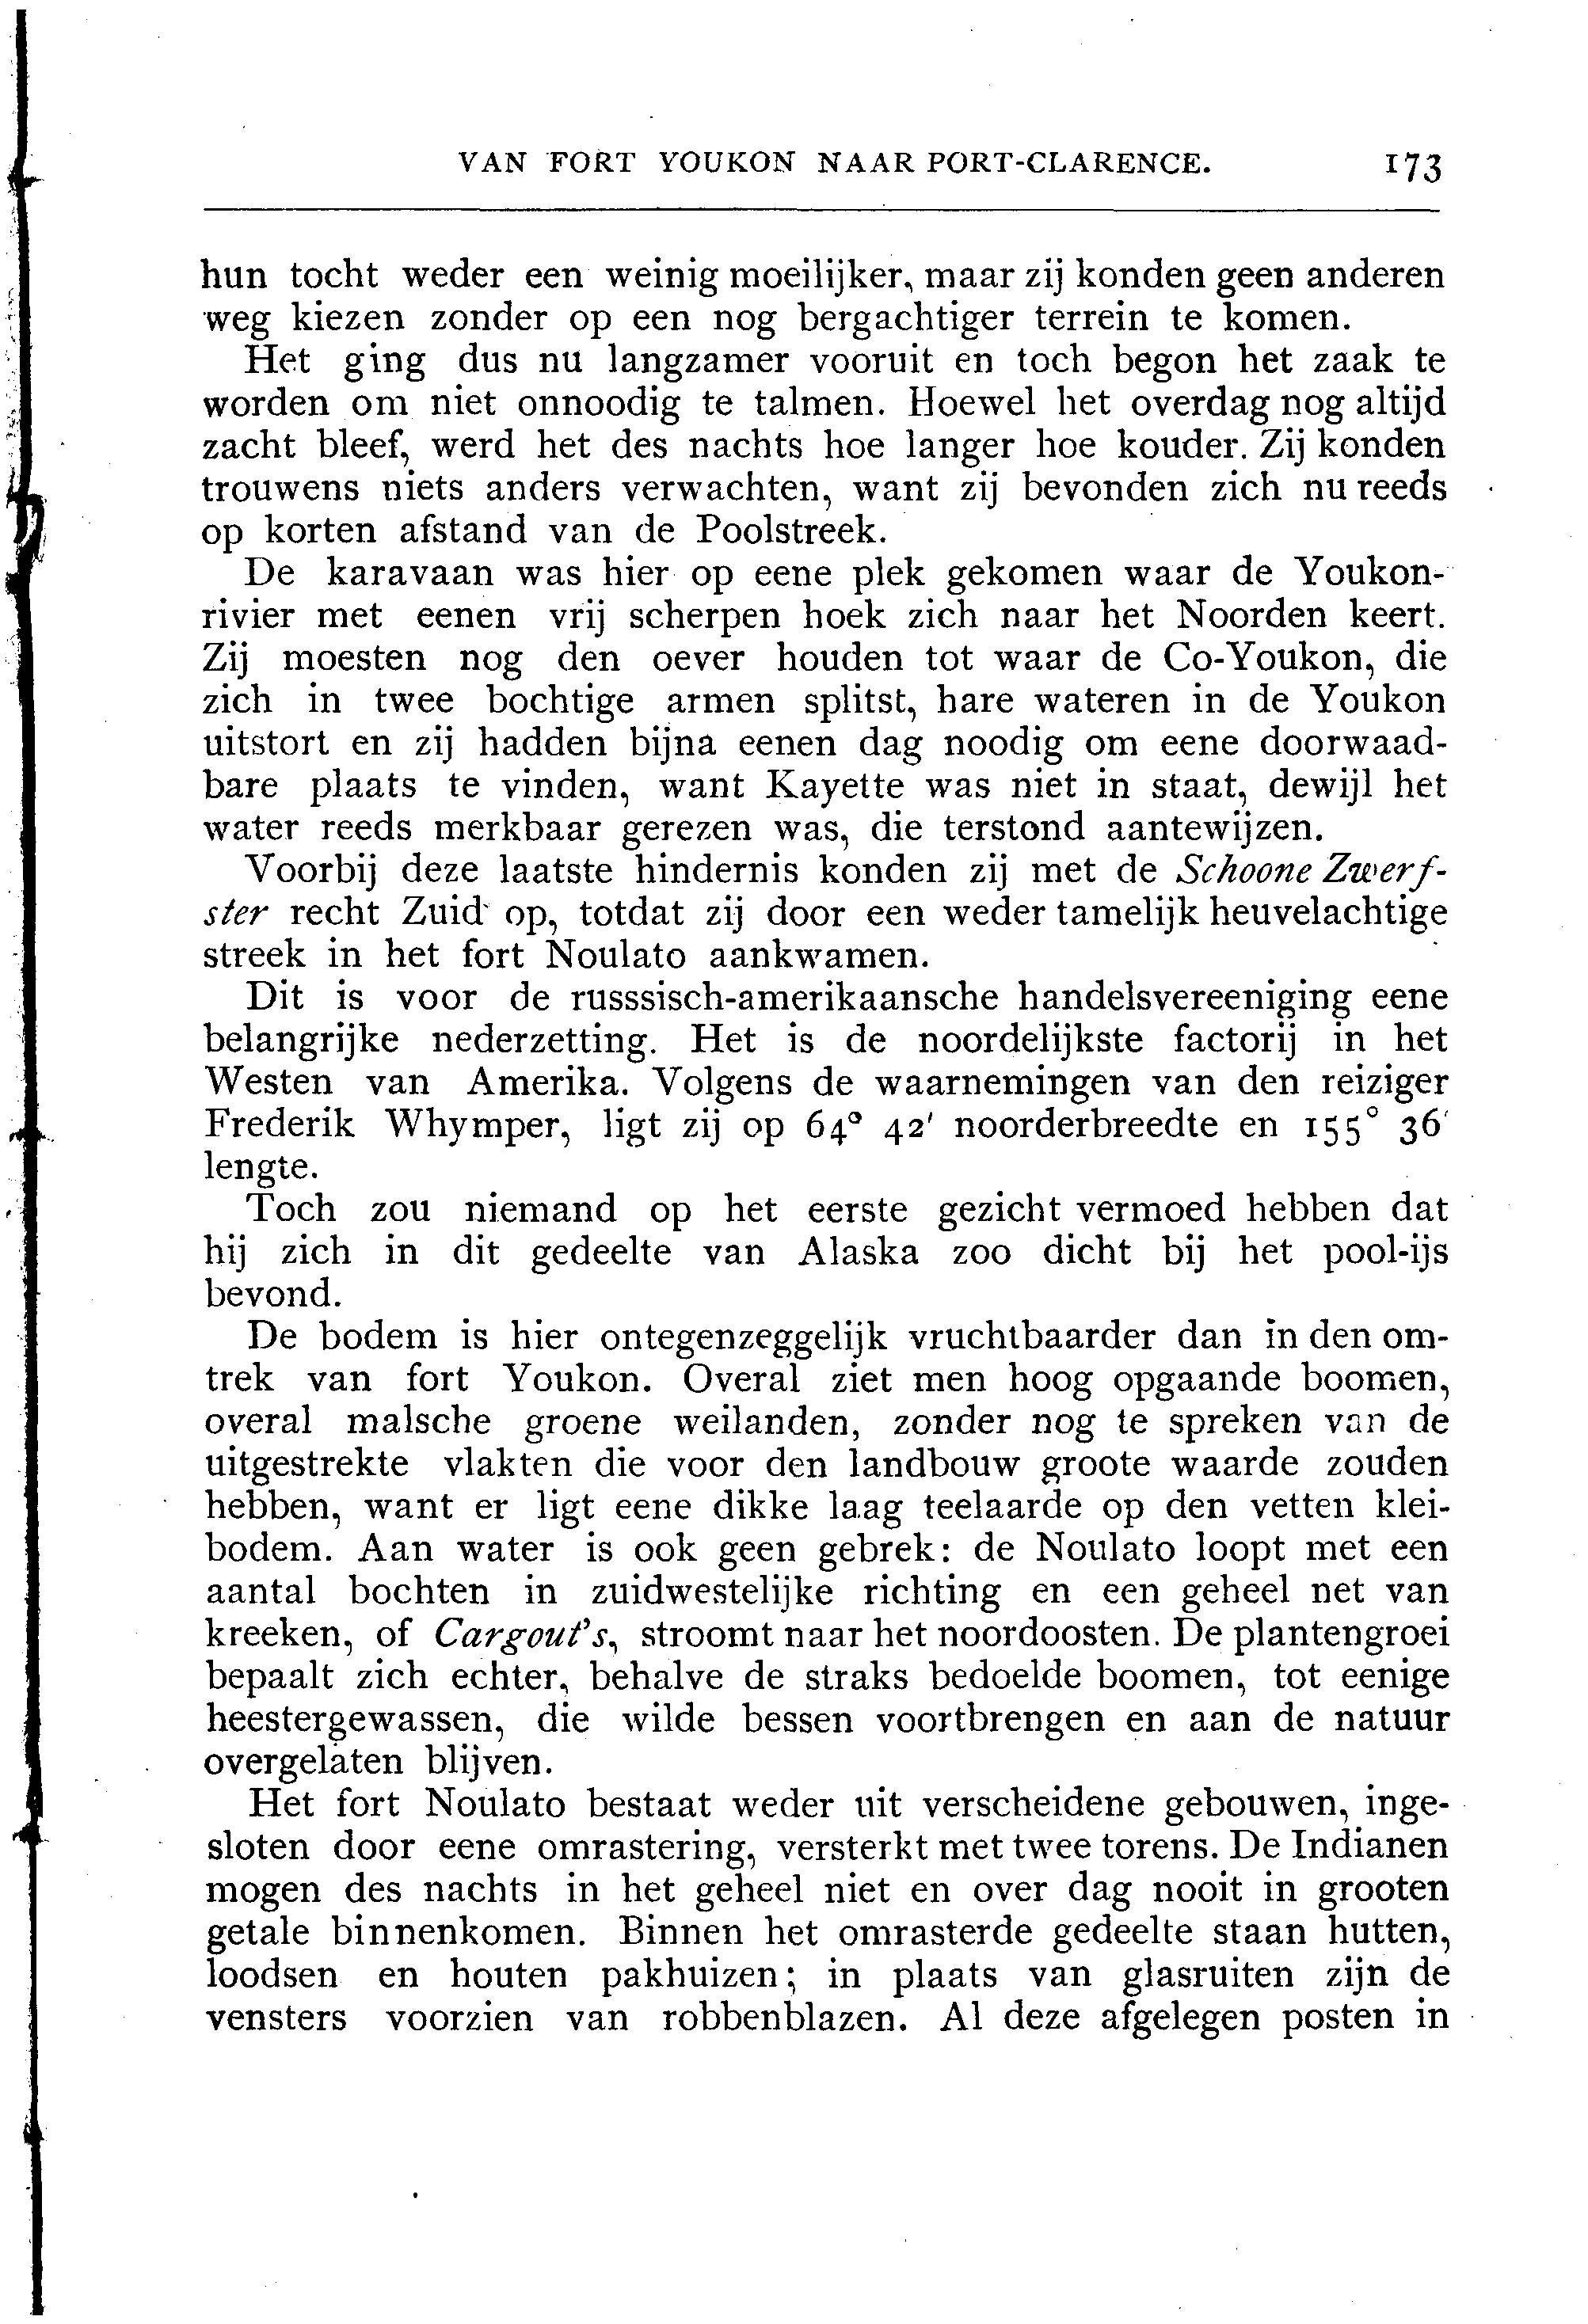 VAN FORT YOUKON NAAR PORT-CLARENCE. 173
hun tocht weder een weinig moeilijker, maar zij konden geen anderen
weg kiezen zonder op een nog bergachtiger terrein te komen.
Het ging dus nu langzamer vooruit en toch begon het zaak te
worden om niet onnoodig te talmen. Hoewel het overdag nog altijd
zacht bleef, werd het des nachts hoe langer hoe kouder. Zij konden
trouwens niets anders verwachten, want zij bevonden zich nu reeds
op korten afstand van de Poolstreek.
De karavaan was hier op eene plek gekomen waar de Youkon-
rivier met eenen vrij scherpen hoek zich naar het Noorden keert.
Zij moesten nog den oever houden tot waar de Co-Youkon, die
zich in twee bochtige armen splitst, hare wateren in de Youkon
uitstort en zij hadden bijna eenen dag noodig om eene doorwaad-
bare plaats te vinden, want Kayette was niet in staat, dewijl het
water reeds merkbaar gerezen was, die terstond aantewijzen.
Voorbij deze laatste hindernis konden zij met de Schoone Zwerf-
ster recht Zuid op, totdat zij door een weder tamelijk heuvelachtige
streek in het fort Noulato aankwamen.
Dit is voor de russsisch-amerikaansche handelsvereeniging eene
belangrijke nederzetting. Het is de noordelijkste factorij in het
Westen van Amerika. Volgens de waarnemingen van den reiziger
Frederik Whymper, ligt zij op 64° 42′ noorderbreedte en 155° 36′
lengte.
Toch zou niemand op het eerste gezicht vermoed hebben dat
hij zich in dit gedeelte van Alaska zoo dicht bij het pool-ijs
bevond.
De bodem is hier ontegenzeggelijk vruchtbaarder dan in den om-
trek van fort Youkon. Overal ziet men hoog opgaande boomen,
overal malsche groene weilanden, zonder nog te spreken van de
uitgestrekte vlakten die voor den landbouw groote waarde zouden
hebben, want er ligt eene dikke laag teelaarde op den vetten klei-
bodem. Aan water is ook geen gebrek: de Noulato loopt met een
aantal bochten in zuidwestelijke richting en een geheel net van
kreeken, of Cargout's, stroomt naar het noordoosten. De plantengroei
bepaalt zich echter, behalve de straks bedoelde boomen, tot eenige
heestergewassen, die wilde bessen voortbrengen en aan de natuur
overgelaten blijven.
Het fort Noulato bestaat weder uit verscheidene gebouwen, inge-
sloten door eene omrastering, versterkt met twee torens. De Indianen
mogen des nachts in het geheel niet en over dag nooit in grooten
getale binnenkomen. Binnen het omrasterde gedeelte staan hutten,
loodsen en houten pakhuizen; in plaats van glasruiten zijn de
vensters voorzien van robbenblazen. Al deze afgelegen posten in